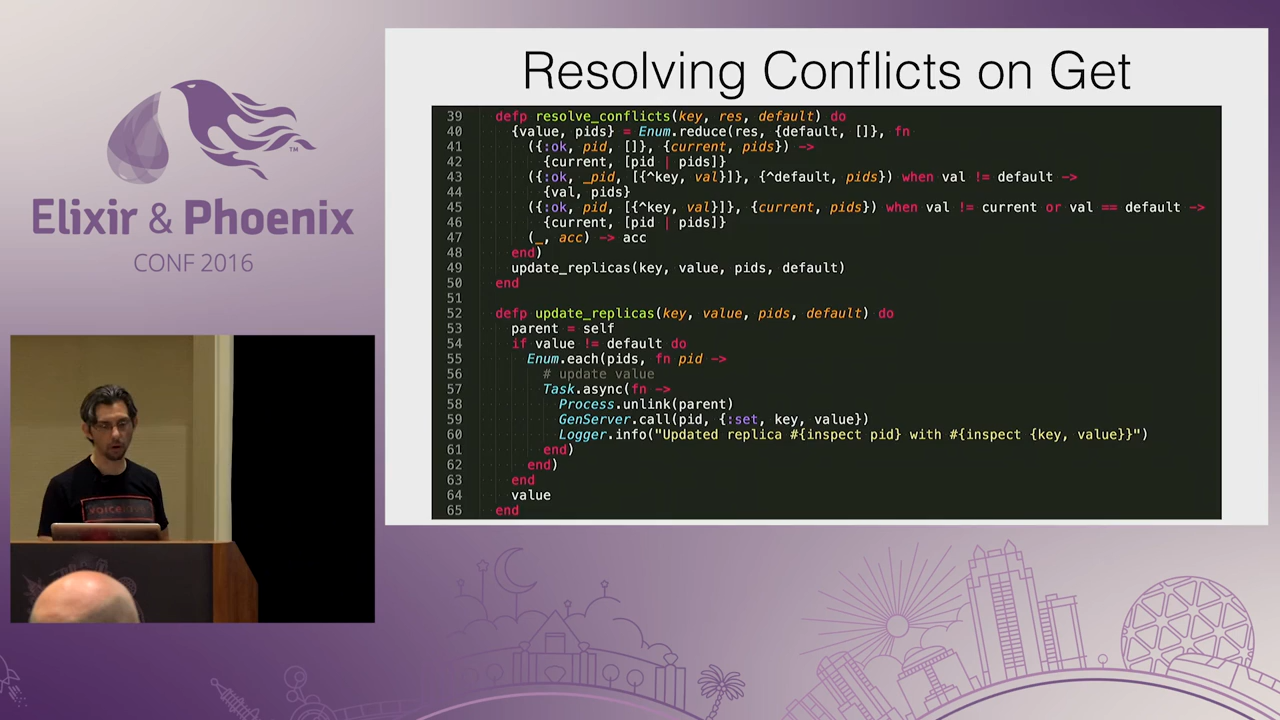 Elixir & Phoenix
TM
CONF 2016
Resolving Conflicts on Get
39 defp resolve_conflicts(key, res, default) do
40 {value, pids} = Enum.reduce(res, {default, []}, fn
41 ({:ok, pid, []}, {current, pids}) ->
42 {current, [pid | pids]}
43 ({:ok, _pid, [{^key, val}]}, {^default, pids}) when val != default ->
44 {val, pids}
45 ({:ok, pid, [{^key, val}]}, {current, pids}) when val != current or val == default ->
46 {current, [pid | pids]}
47 (_, acc) -> acc
48 end)
49 update_replicas(key, value, pids, default)
50 end
51
52 defp update_replicas(key, value, pids, default) do
53 parent = self
54 if value != default do
55 Enum.each(pids, fn pid ->
56 # update value
57 Task.async(fn ->
58 Process.unlink(parent)
59 GenServer.call(pid, {:set, key, value})
60 Logger.info("Updated replica #{inspect pid} with #{inspect {key, value}}")
61 end)
62 end)
63 end
64 value
65 end